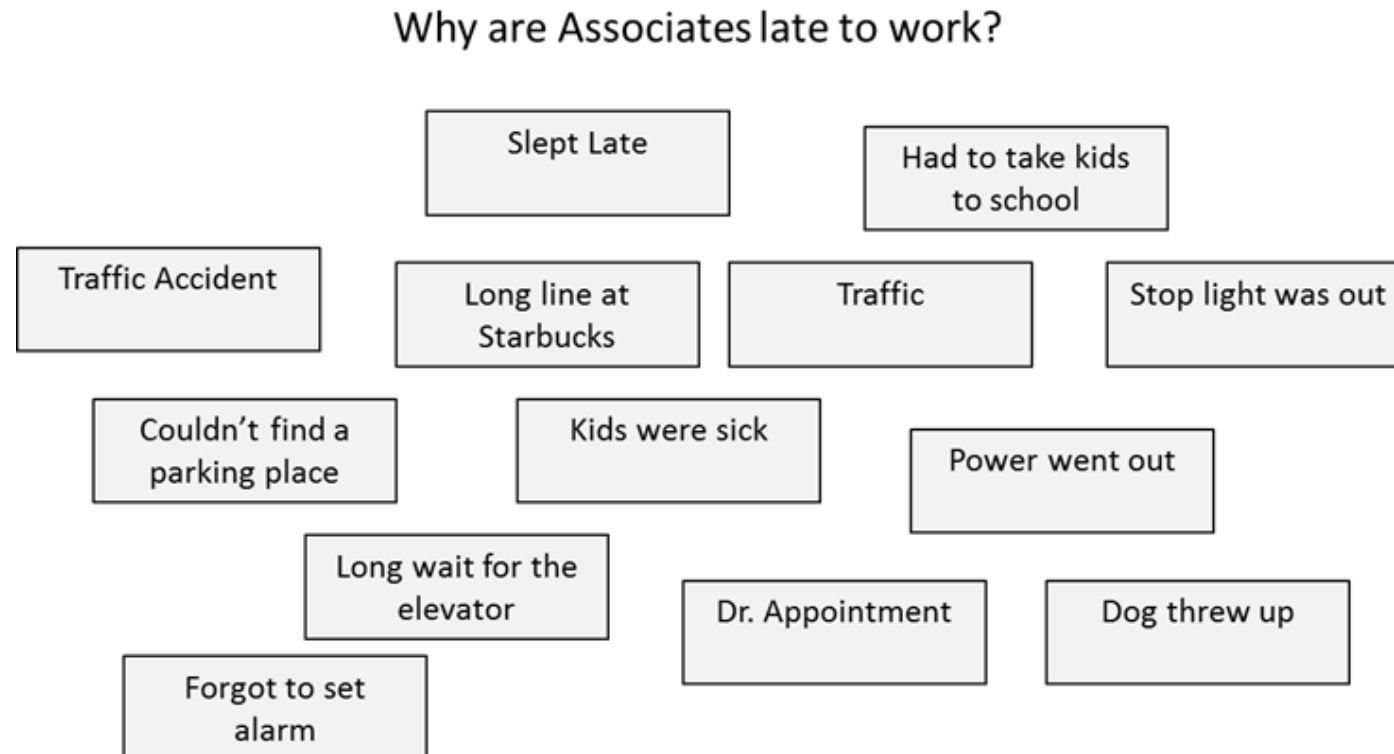 Why are Associates late to work?
Slept Late
Had to take kids
to school
Traffic Accident
Long line at
Starbucks
Traffic
Stop light was out
Couldn’t find a
parking place
Kids were sick
Power went out
Long wait for the
elevator
Dr. Appointment
Dog threw up
Forgot to set
alarm